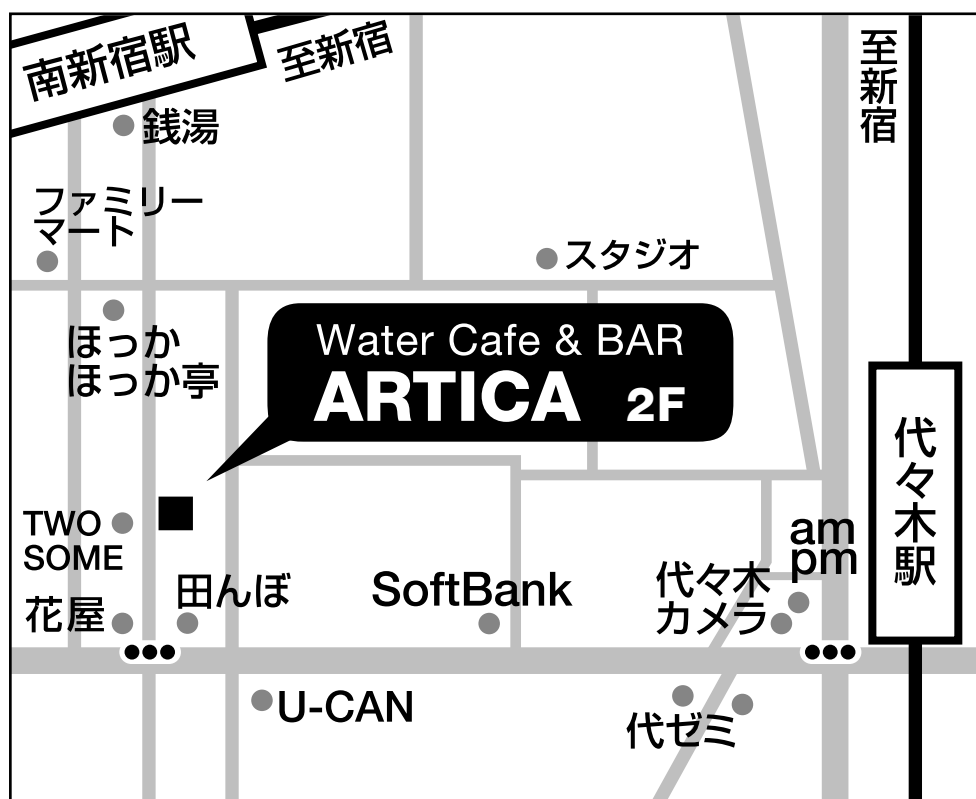 南新宿駅
至新宿
至新宿
銭湯
ファミリー
マート
スタジオ
ほっか
ほっか亭
Water Cafe & BAR
ARTICA 2F
代々木駅
TWO
SOME
am
pm
田んぼ
SoftBank
代々木
カメラ
花屋
U-CAN
代ゼミ